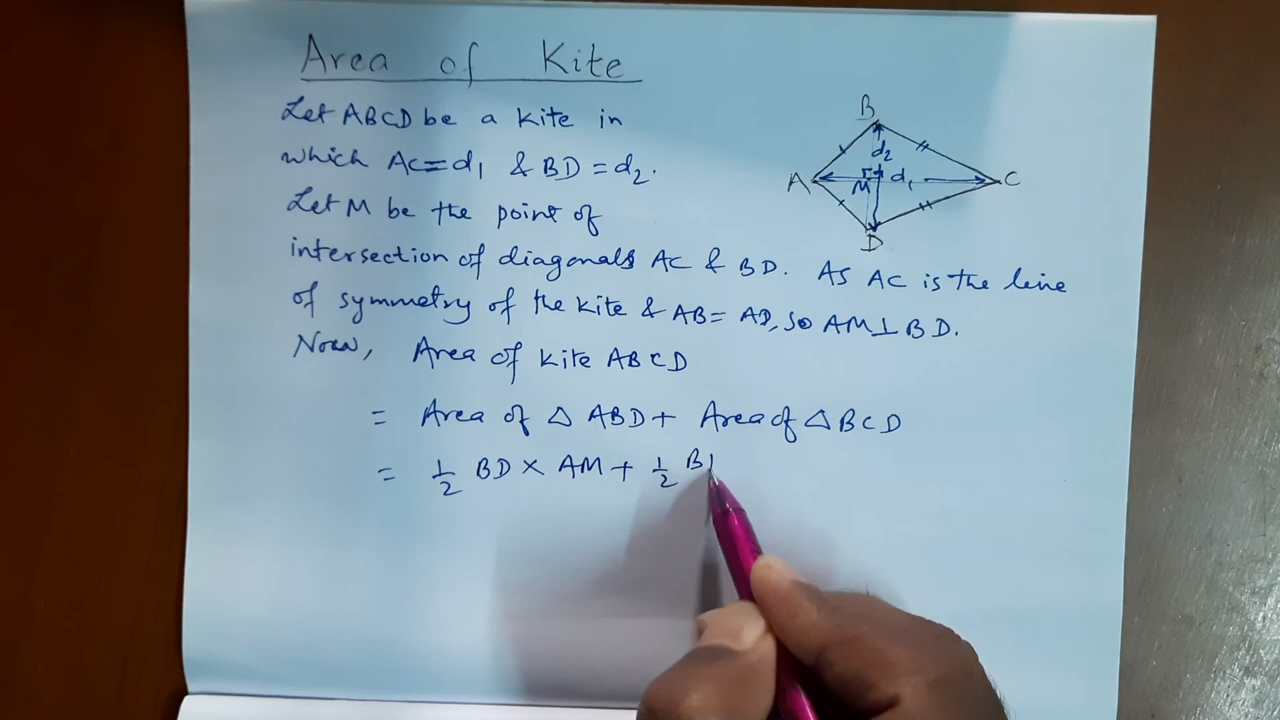 Area of Kite
Let ABCD be a kite in
which AC=d₁ & BD=d₂.
Let M be the point of
intersection of diagonals AC & BD. As AC is the line
of symmetry of the kite & AB= AD, so AM⊥BD.
Now, Area of kite ABCD
= Area of △ ABD+ Area of △BCD
= ½ BD× AM+ ½ B
B
d₂
A
M
d₁
C
D